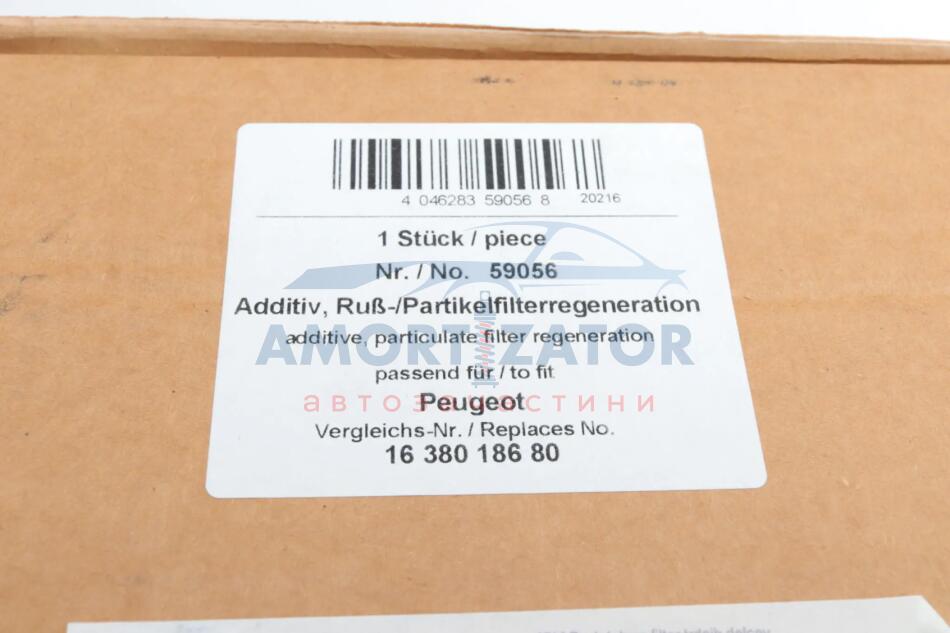 4 046283 59056 8 20216
1 Stück / piece
Nr. / No. 59056
Additiv, Ruß-/Partikelfilterregeneration
additive, particulate filter regeneration
AMORTIZATOR
passend für / to fit
Peugeot
автозапчастини
Vergleichs-Nr. / Replaces No.
16 380 186 80